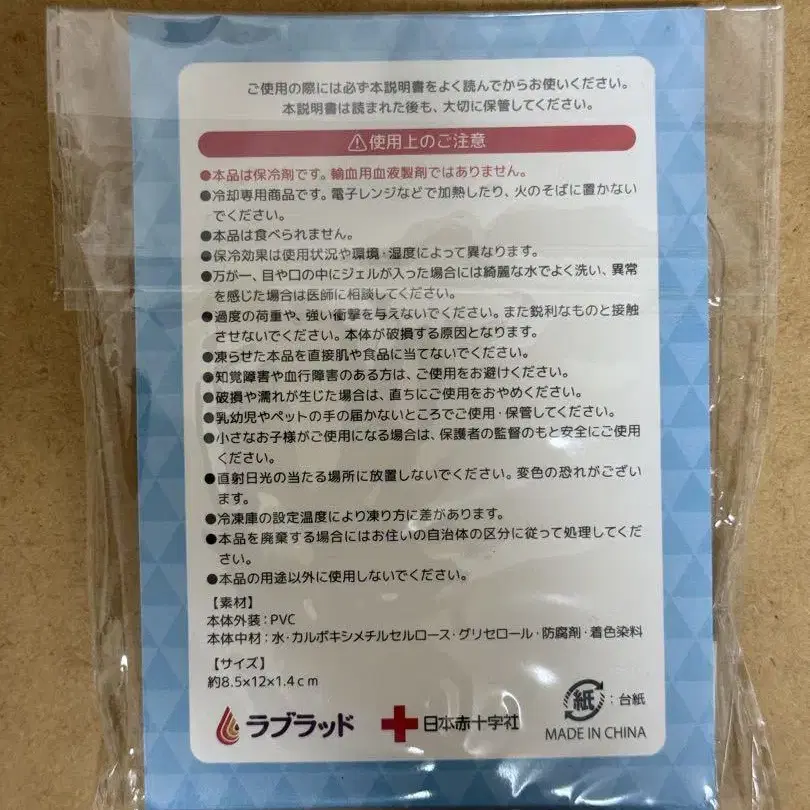 ご使用の際には必ず本説明書をよく読んでからお使いください。
本説明書は読まれた後も、大切に保管してください。
⚠使用上のご注意
●本品は保冷剤です。輸血用血液製剤ではありません。
●冷却専用商品です。電子レンジなどで加熱したり、火のそばに置かない
でください。
●本品は食べられません。
●保冷効果は使用状況や環境・湿度によって異なります。
●万が一、目や口の中にジェルが入った場合には綺麗な水でよく洗い、異常
を感じた場合は医師に相談してください。
●過度の荷重や、強い衝撃を与えないでください。また鋭利なものと接触
させないでください。本体が破損する原因となります。
●凍らせた本品を直接肌や食品に当てないでください。
●知覚障害や血行障害のある方は、ご使用をお避けください。
●破損や濡れが生じた場合は、直ちにご使用をおやめください。
●乳幼児やペットの手の届かないところでご使用・保管してください。
●小さなお子様がご使用になる場合は、保護者の監督のもと安全にご使用
ください。
●直射日光の当たる場所に放置しないでください。変色の恐れがござい
ます。
●冷凍庫の設定温度により凍り方に差があります。
●本品を廃棄する場合にはお住いの自治体の区分に従って処理してくだ
さい。
●本品の用途以外に使用しないでください。
【素材】
本体外装：PVC
本体中材：水・カルボキシメチルセルロース・グリセロール・防腐剤・着色染料
【サイズ】
約8.5×12×1.4cm
ラブラッド 日本赤十字社 紙：台紙
MADE IN CHINA